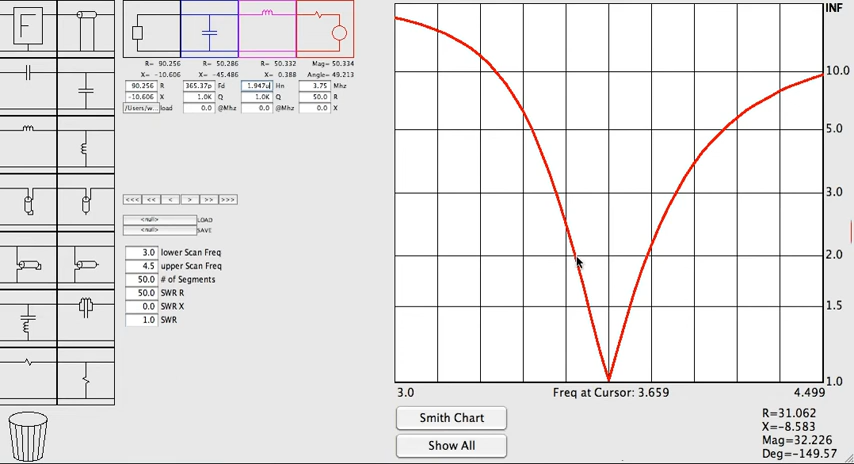 F
R= 90.256 R= 50.286 R= 50.332 Mag= 50.334
X= -10.606 X= -45.486 X= 0.388 Angle= 49.213
90.256 R 365.37p Fd 1.947u Hn 3.75 Mhz
-10.606 X 1.0K Q 1.0K Q 50.0 R
/Users/w... load 0.0 @Mhz 0.0 @Mhz 0.0 X
<<< << < > >> >>>
<null> LOAD
<null> SAVE
3.0 lower Scan Freq
4.5 upper Scan Freq
50.0 # of Segments
50.0 SWR R
0.0 SWR X
1.0 SWR
INF
10.0
5.0
3.0
2.0
1.5
1.0
3.0 Freq at Cursor: 3.659 4.499
Smith Chart
Show All
R=31.062
X=-8.583
Mag=32.226
Deg=-149.57